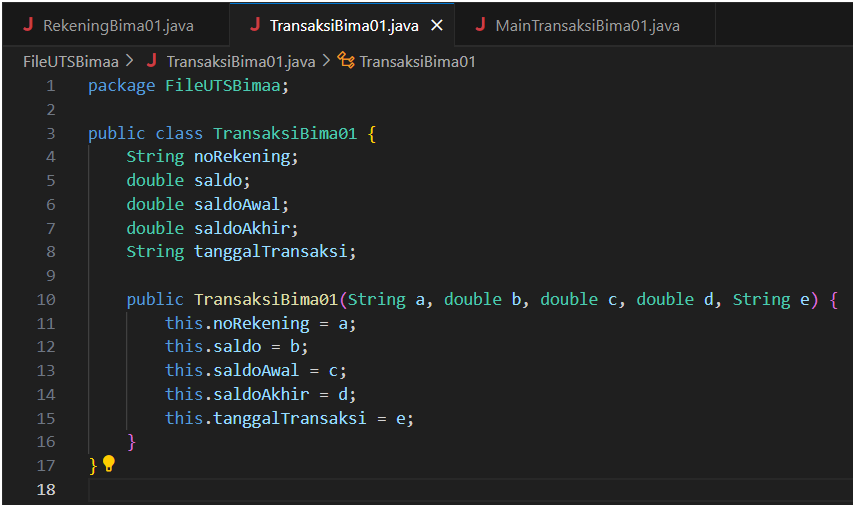 RekeningBima01.java TransaksiBima01.java MainTransaksiBima01.java
FileUTSBimaa > TransaksiBima01.java > TransaksiBima01
1 package FileUTSBimaa;
2
3 public class TransaksiBima01 {
4 String noRekening;
5 double saldo;
6 double saldoAwal;
7 double saldoAkhir;
8 String tanggalTransaksi;
9
10 public TransaksiBima01(String a, double b, double c, double d, String e) {
11 this.noRekening = a;
12 this.saldo = b;
13 this.saldoAwal = c;
14 this.saldoAkhir = d;
15 this.tanggalTransaksi = e;
16 }
17 }
18